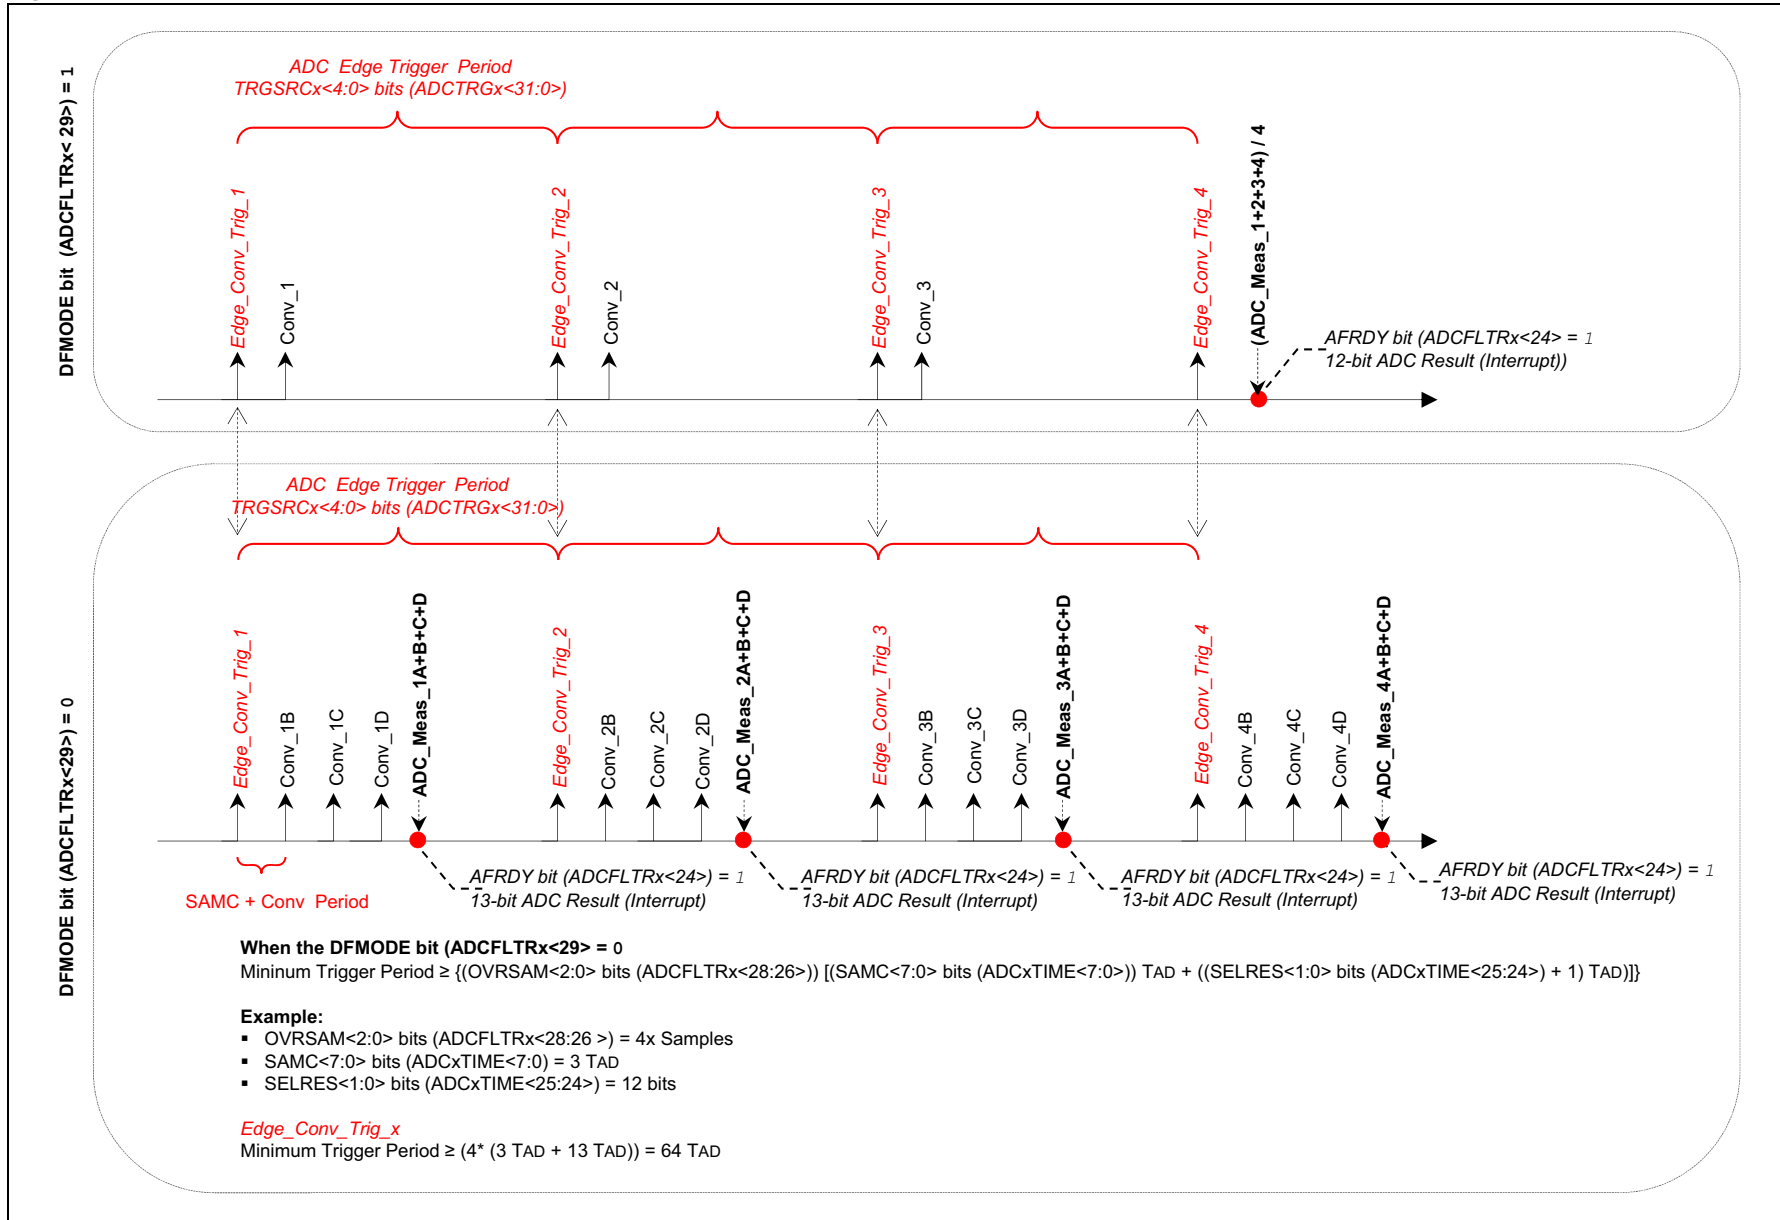 DFMODE bit (ADCFLTRx< 29>) = 1
ADC Edge Trigger Period
TRGSRCx<4:0> bits (ADCTRGx<31:0>)
Edge_Conv_Trig_1
Conv_1
Edge_Conv_Trig_2
Conv_2
Edge_Conv_Trig_3
Conv_3
Edge_Conv_Trig_4
(ADC_Meas_1+2+3+4) / 4
AFRDY bit (ADCFLTRx<24> = 1
12-bit ADC Result (Interrupt))
DFMODE bit (ADCFLTRx<29>) = 0
ADC Edge Trigger Period
TRGSRCx<4:0> bits (ADCTRGx<31:0>)
Edge_Conv_Trig_1
Conv_1B
Conv_1C
Conv_1D
ADC_Meas_1A+B+C+D
Edge_Conv_Trig_2
Conv_2B
Conv_2C
Conv_2D
ADC_Meas_2A+B+C+D
Edge_Conv_Trig_3
Conv_3B
Conv_3C
Conv_3D
ADC_Meas_3A+B+C+D
Edge_Conv_Trig_4
Conv_4B
Conv_4C
Conv_4D
ADC_Meas_4A+B+C+D
SAMC + Conv Period
AFRDY bit (ADCFLTRx<24>) = 1
13-bit ADC Result (Interrupt)
AFRDY bit (ADCFLTRx<24>) = 1
13-bit ADC Result (Interrupt)
AFRDY bit (ADCFLTRx<24>) = 1
13-bit ADC Result (Interrupt)
AFRDY bit (ADCFLTRx<24>) = 1
13-bit ADC Result (Interrupt)
When the DFMODE bit (ADCFLTRx<29> = 0
Mininum Trigger Period ≥ {(OVRSAM<2:0> bits (ADCFLTRx<28:26>)) [(SAMC<7:0> bits (ADCxTIME<7:0>)) TAD + ((SELRES<1:0> bits (ADCxTIME<25:24>) + 1) TAD)]}
Example:
▪ OVRSAM<2:0> bits (ADCFLTRx<28:26 >) = 4x Samples
▪ SAMC<7:0> bits (ADCxTIME<7:0) = 3 TAD
▪ SELRES<1:0> bits (ADCxTIME<25:24>) = 12 bits
Edge_Conv_Trig_x
Minimum Trigger Period ≥ (4* (3 TAD + 13 TAD)) = 64 TAD